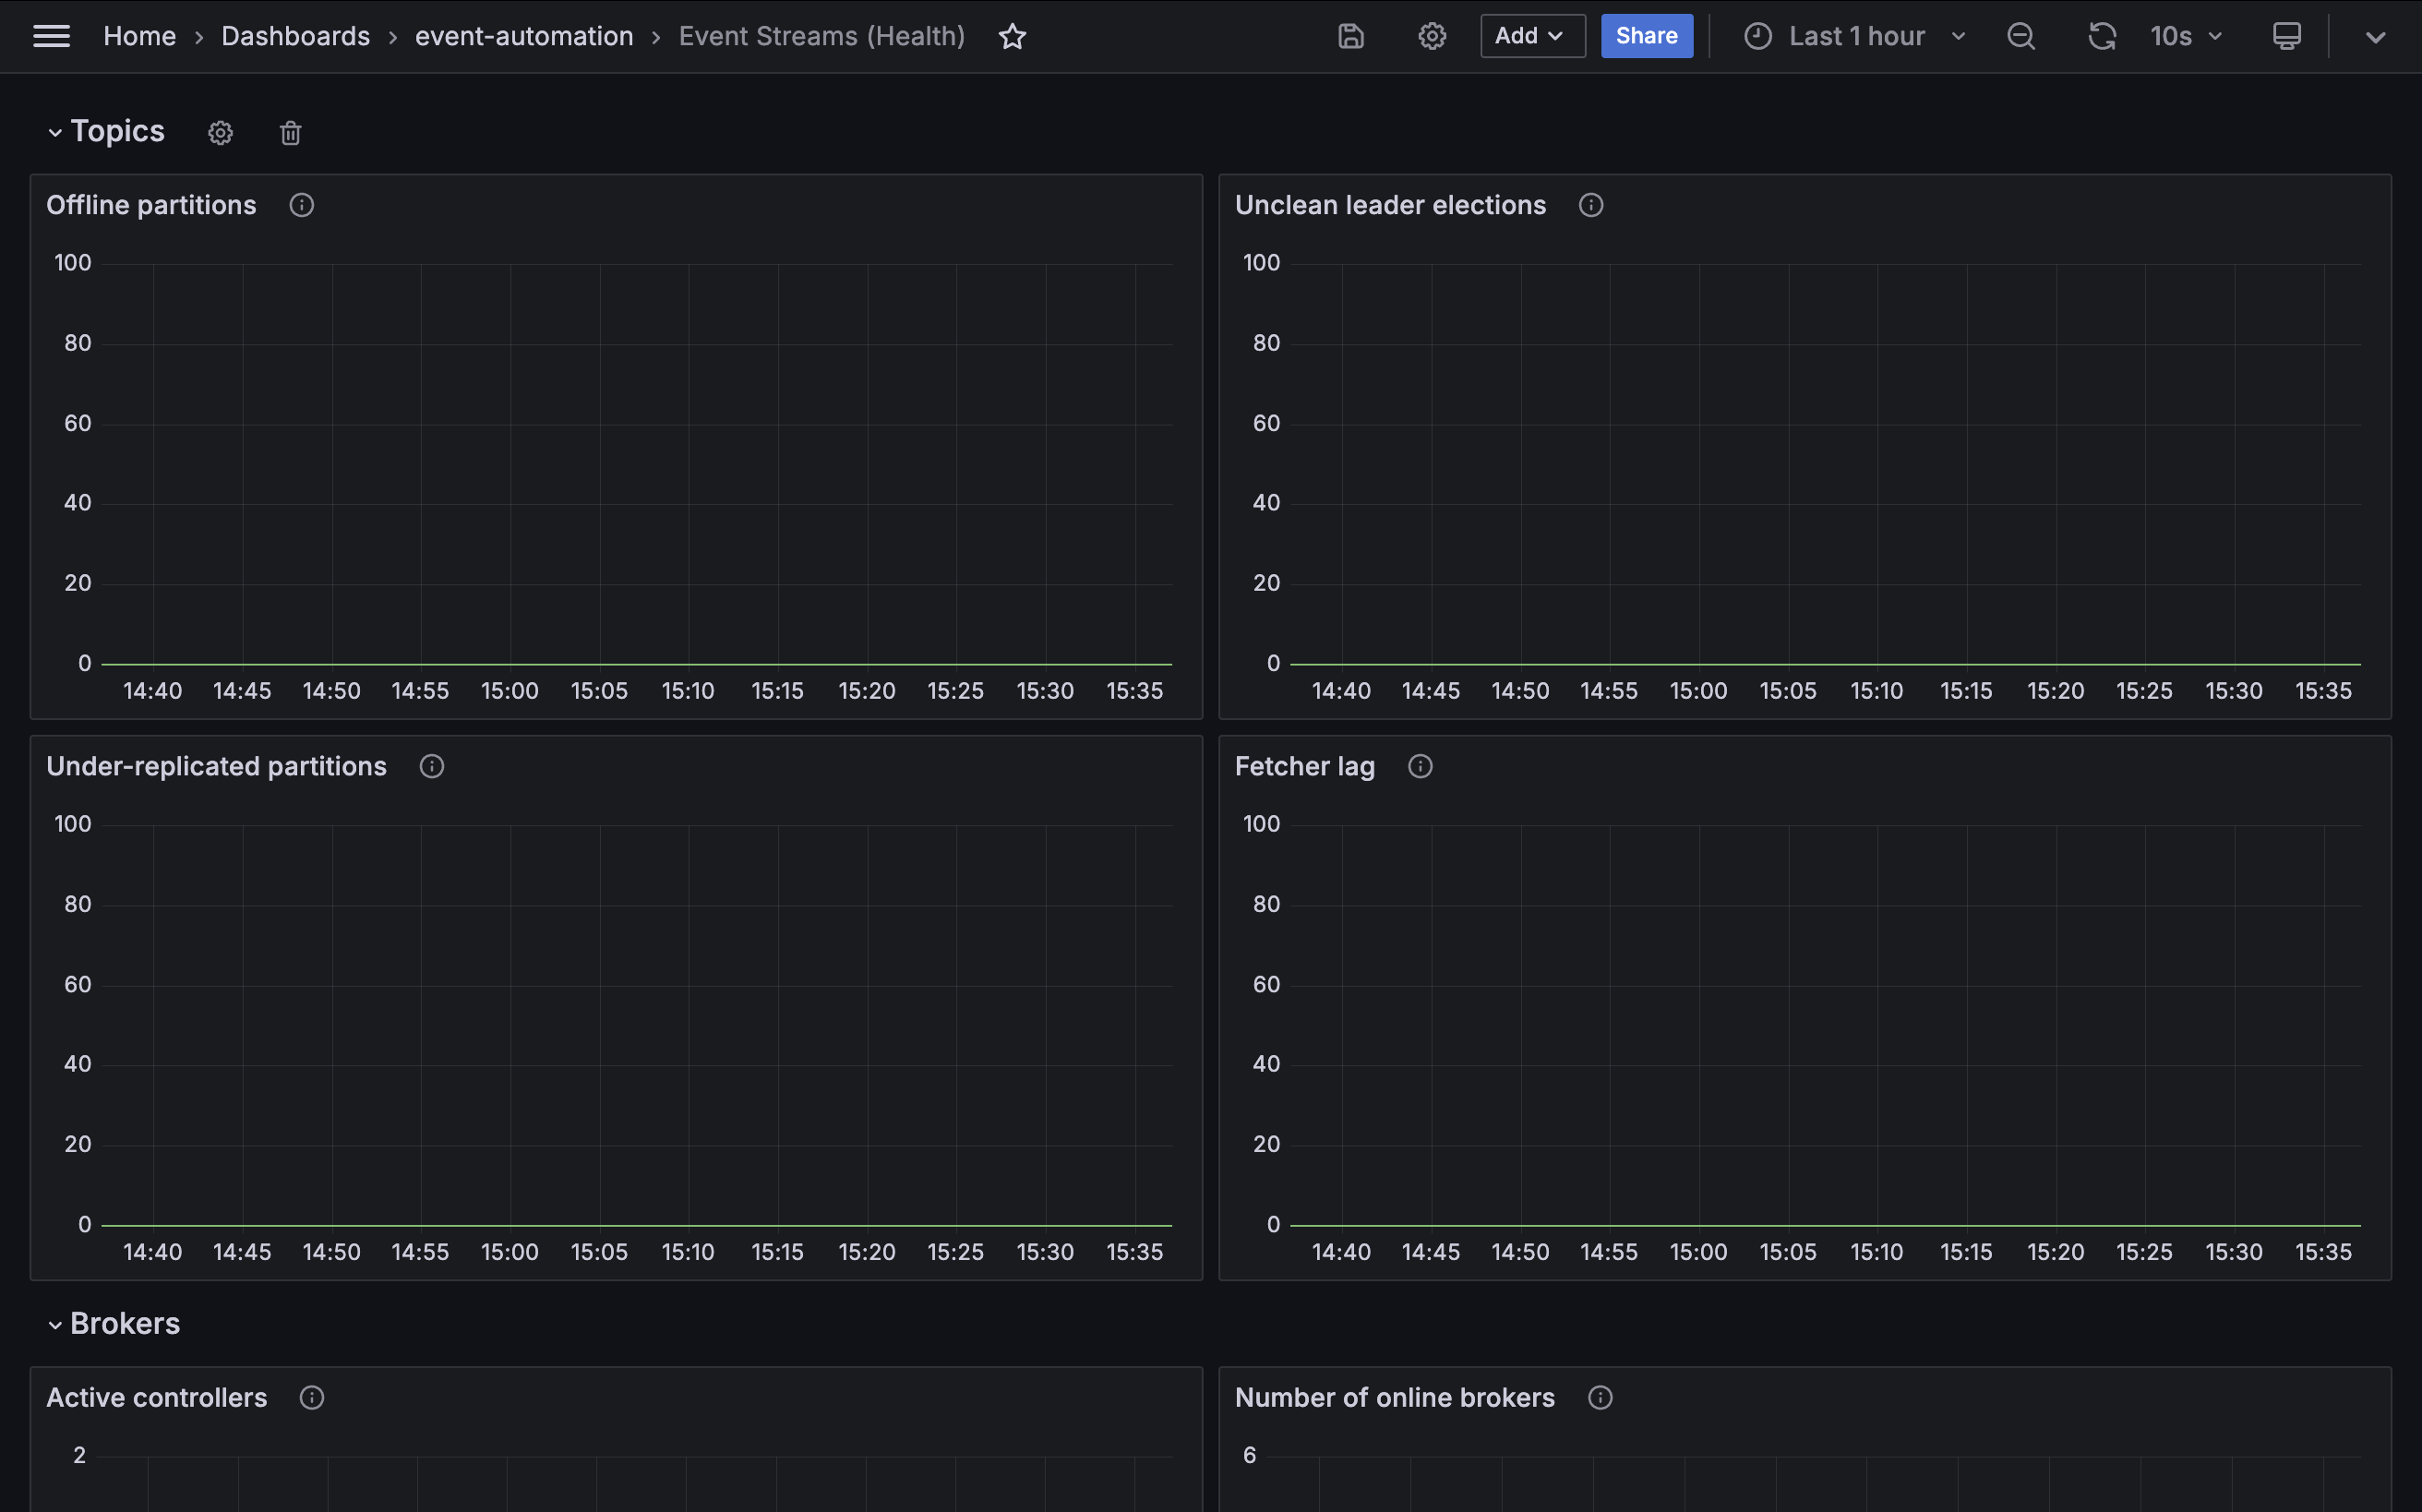 Home > Dashboards > event-automation > Event Streams (Health)
Add
Share
Last 1 hour
10s
Topics
Offline partitions
100
80
60
40
20
0
14:40 14:45 14:50 14:55 15:00 15:05 15:10 15:15 15:20 15:25 15:30 15:35
Unclean leader elections
100
80
60
40
20
0
14:40 14:45 14:50 14:55 15:00 15:05 15:10 15:15 15:20 15:25 15:30 15:35
Under-replicated partitions
100
80
60
40
20
0
14:40 14:45 14:50 14:55 15:00 15:05 15:10 15:15 15:20 15:25 15:30 15:35
Fetcher lag
100
80
60
40
20
0
14:40 14:45 14:50 14:55 15:00 15:05 15:10 15:15 15:20 15:25 15:30 15:35
Brokers
Active controllers
2
Number of online brokers
6